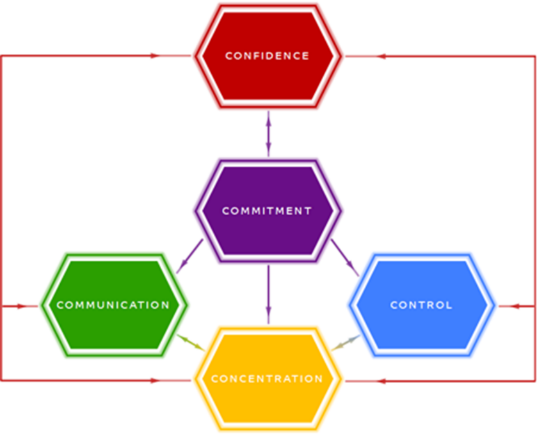 CONFIDENCE
COMMITMENT
COMMUNICATION
CONTROL
CONCENTRATION